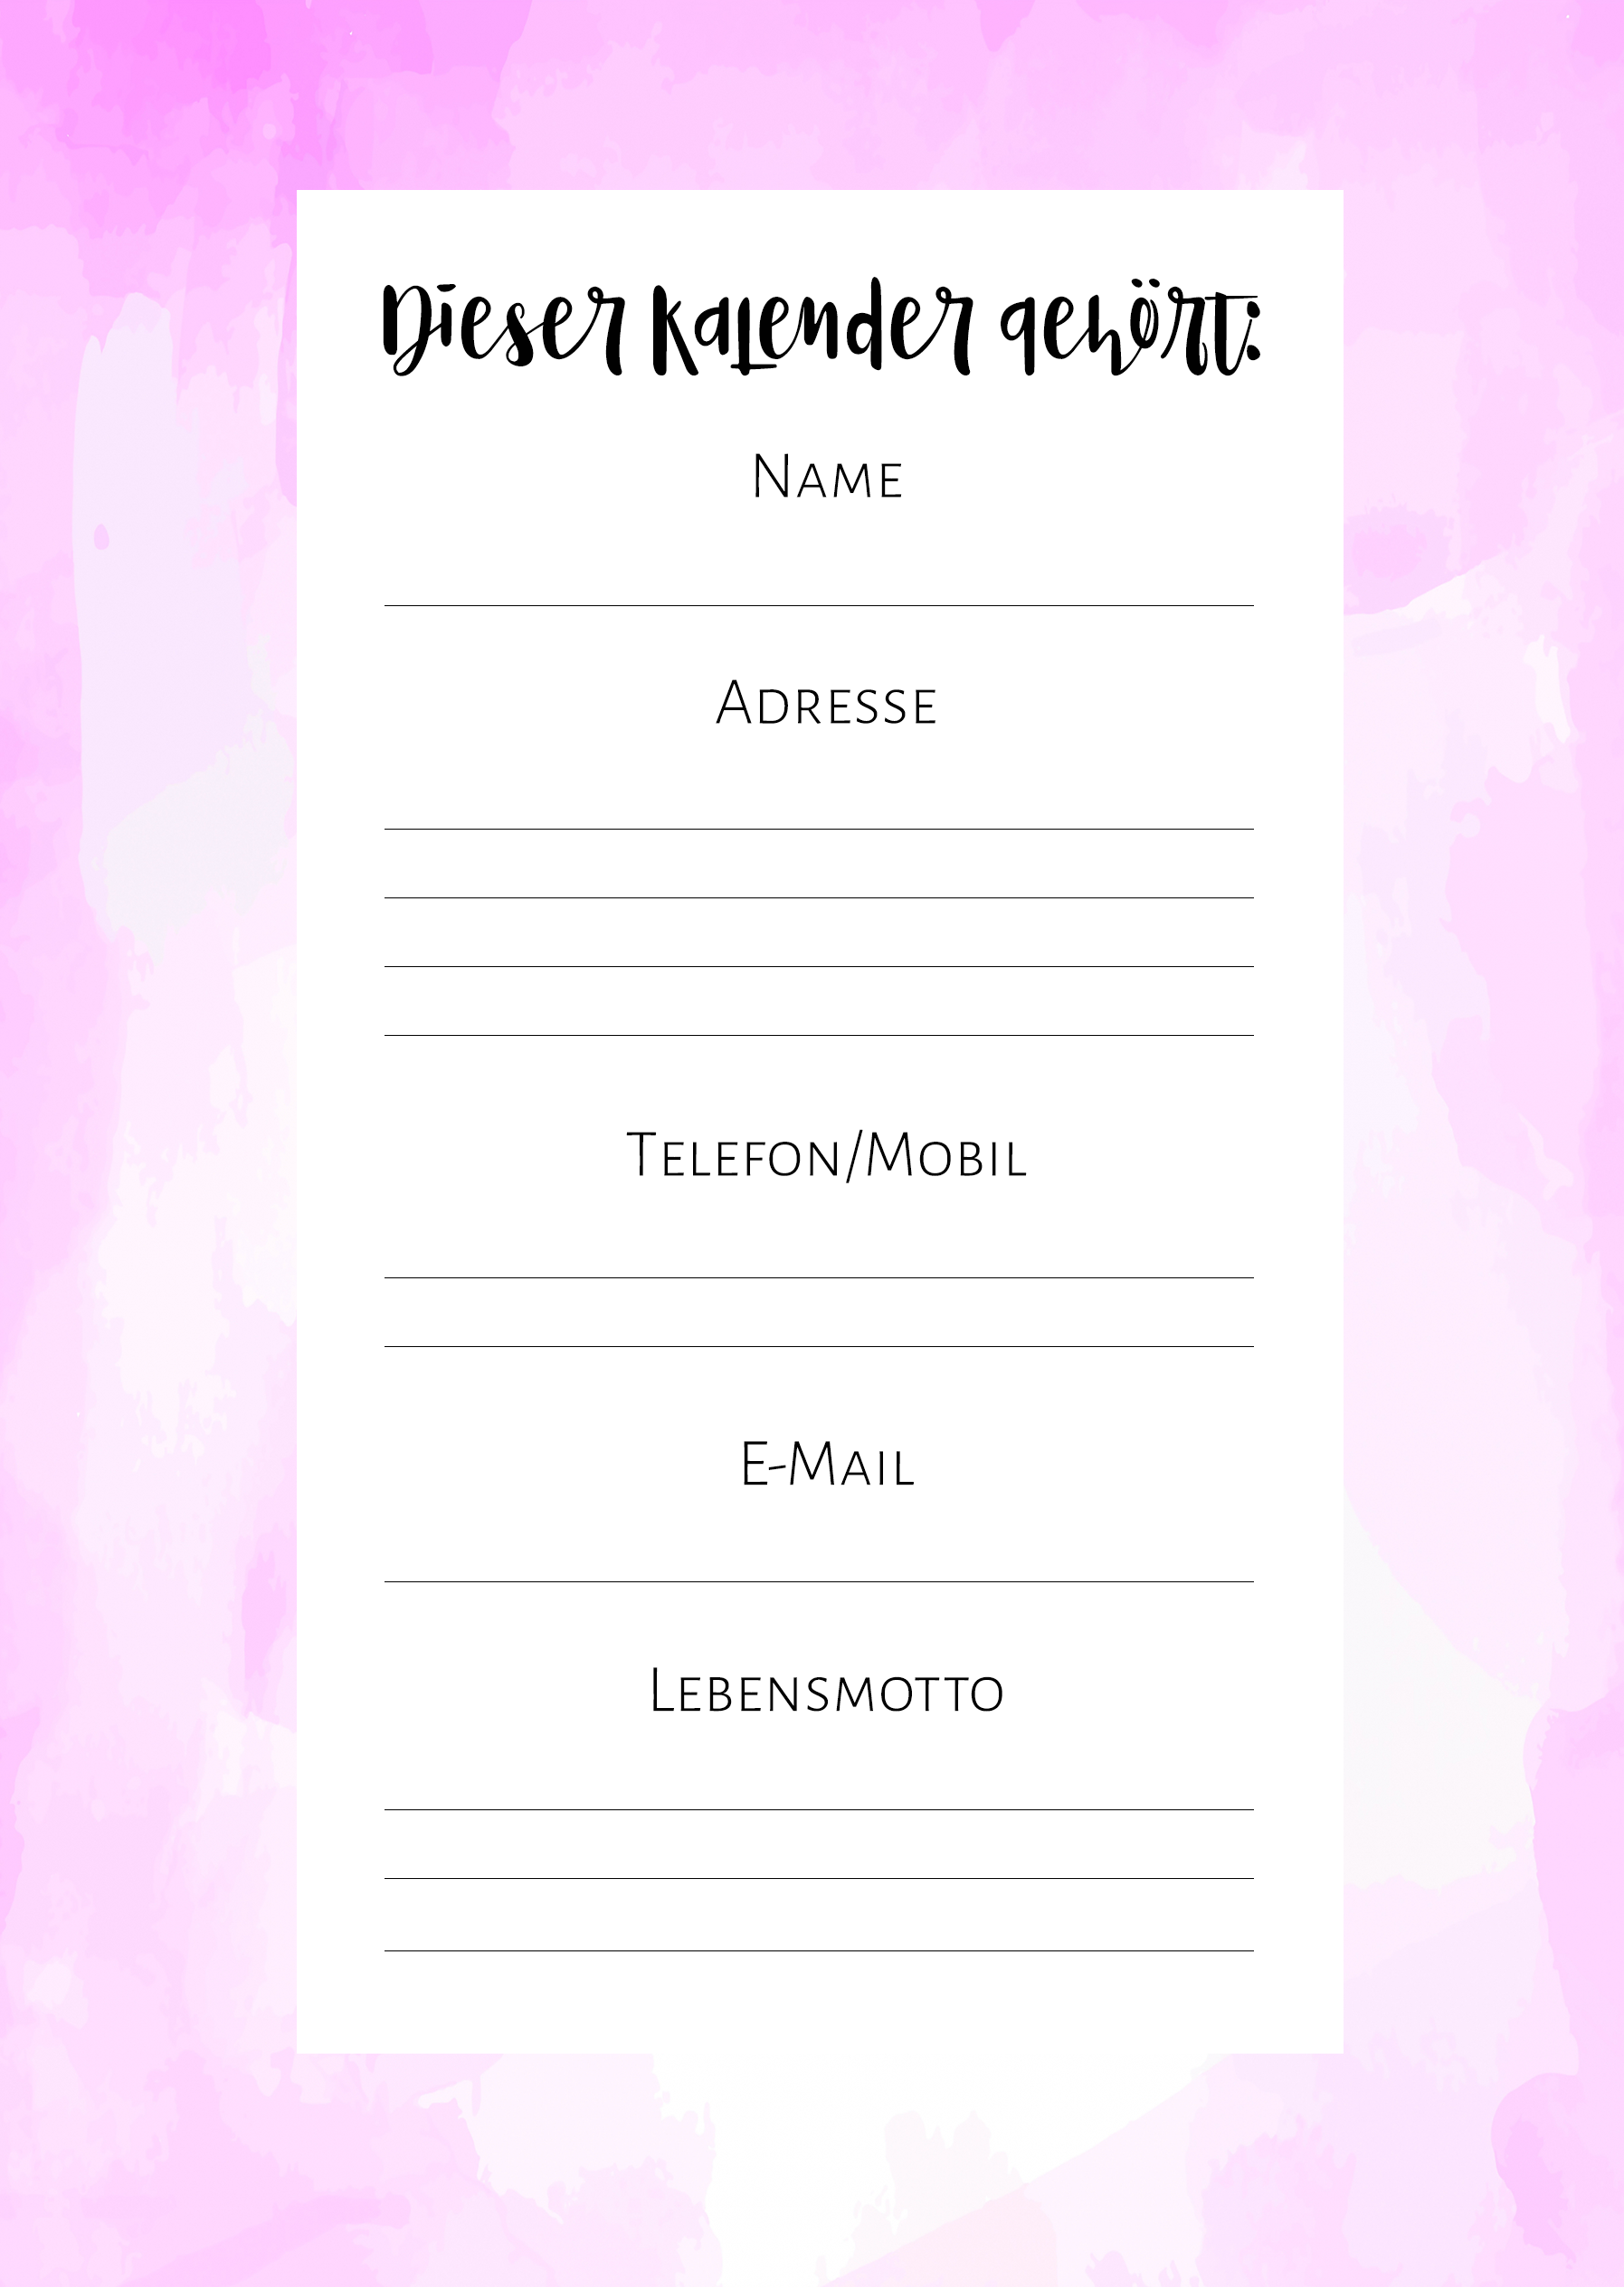 Dieser Kalender gehört:
Name
Adresse
Telefon/Mobil
E-Mail
Lebensmotto